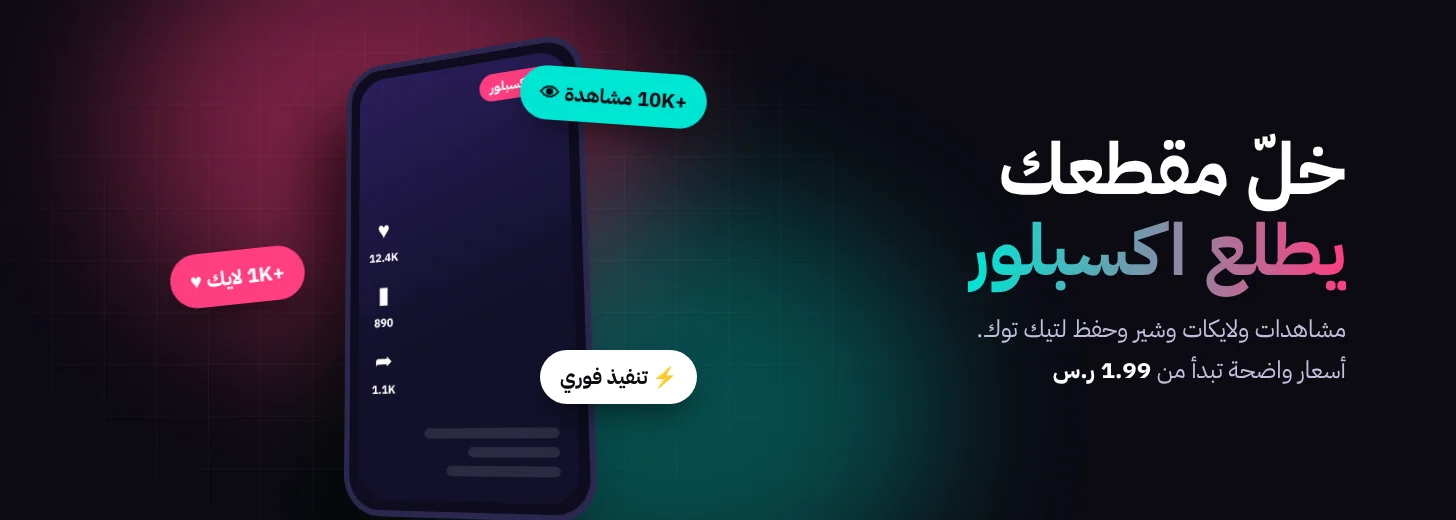 خلّ مقطعك
يطلع اكسبلور
مشاهدات ولايكات وشير وحفظ لتيك توك.
أسعار واضحة تبدأ من 1.99 ر.س
+10K مشاهدة
+1K لايك ♥
12.4K
890
1.1K
⚡ تنفيذ فوري